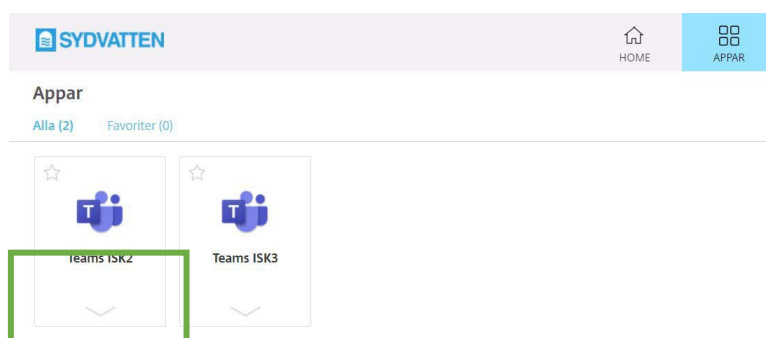 SYDVATTEN
HOME
APPAR
Appar
Alla (2) Favoriter (0)
Teams ISK2
Teams ISK3